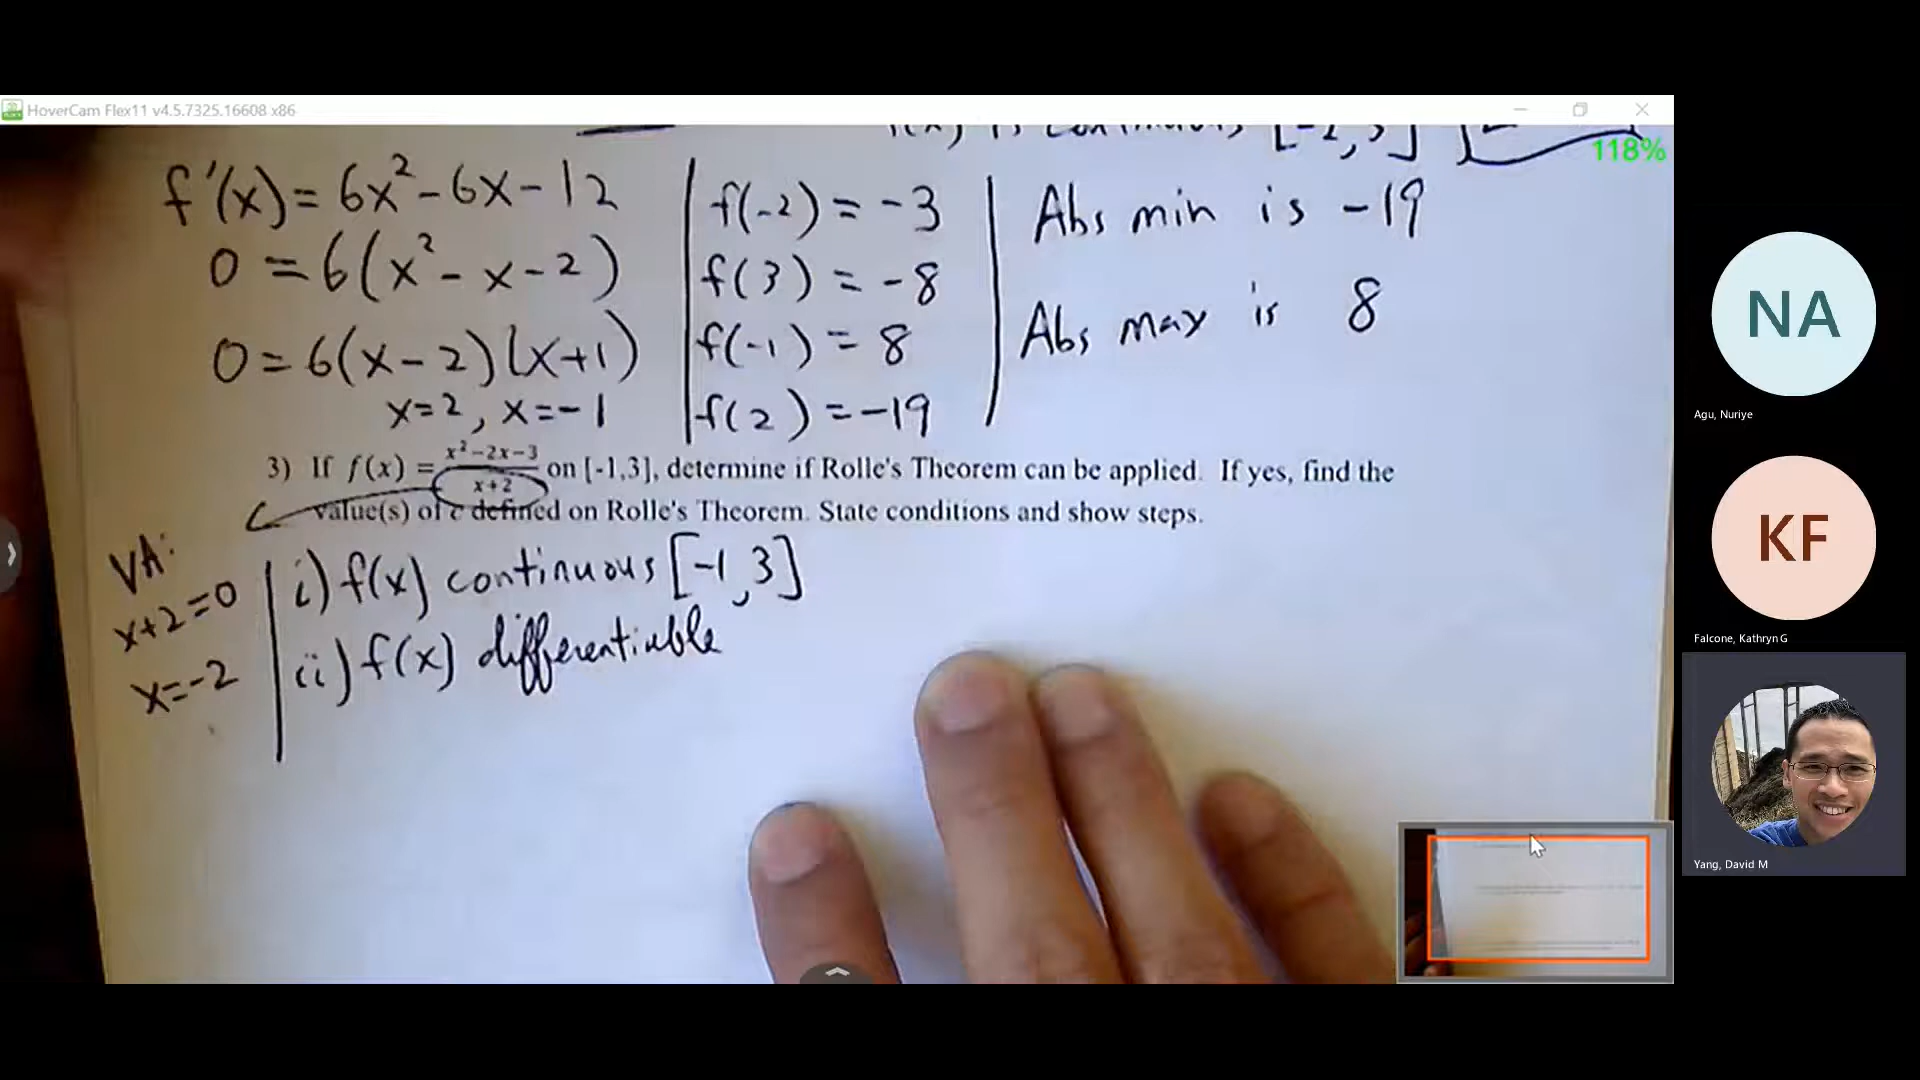 HoverCam Flex11 v4.5.7325.16608 x86
f(x) is continuous [-2,3]
118%
f'(x) = 6x² - 6x - 12
0 = 6(x² - x - 2)
0 = 6(x - 2)(x + 1)
x = 2, x = -1
f(-2) = -3
f(3) = -8
f(-1) = 8
f(2) = -19
Abs min is -19
Abs max is 8
3) If f(x) = x²-2x-3 / x+2 on [-1,3], determine if Rolle's Theorem can be applied. If yes, find the
value(s) of c defined on Rolle's Theorem. State conditions and show steps.
VA:
x+2=0
x=-2
i) f(x) continuous [-1,3]
ii) f(x) differentiable
NA
Agu, Nuriye
KF
Falcone, Kathryn G
Yang, David M